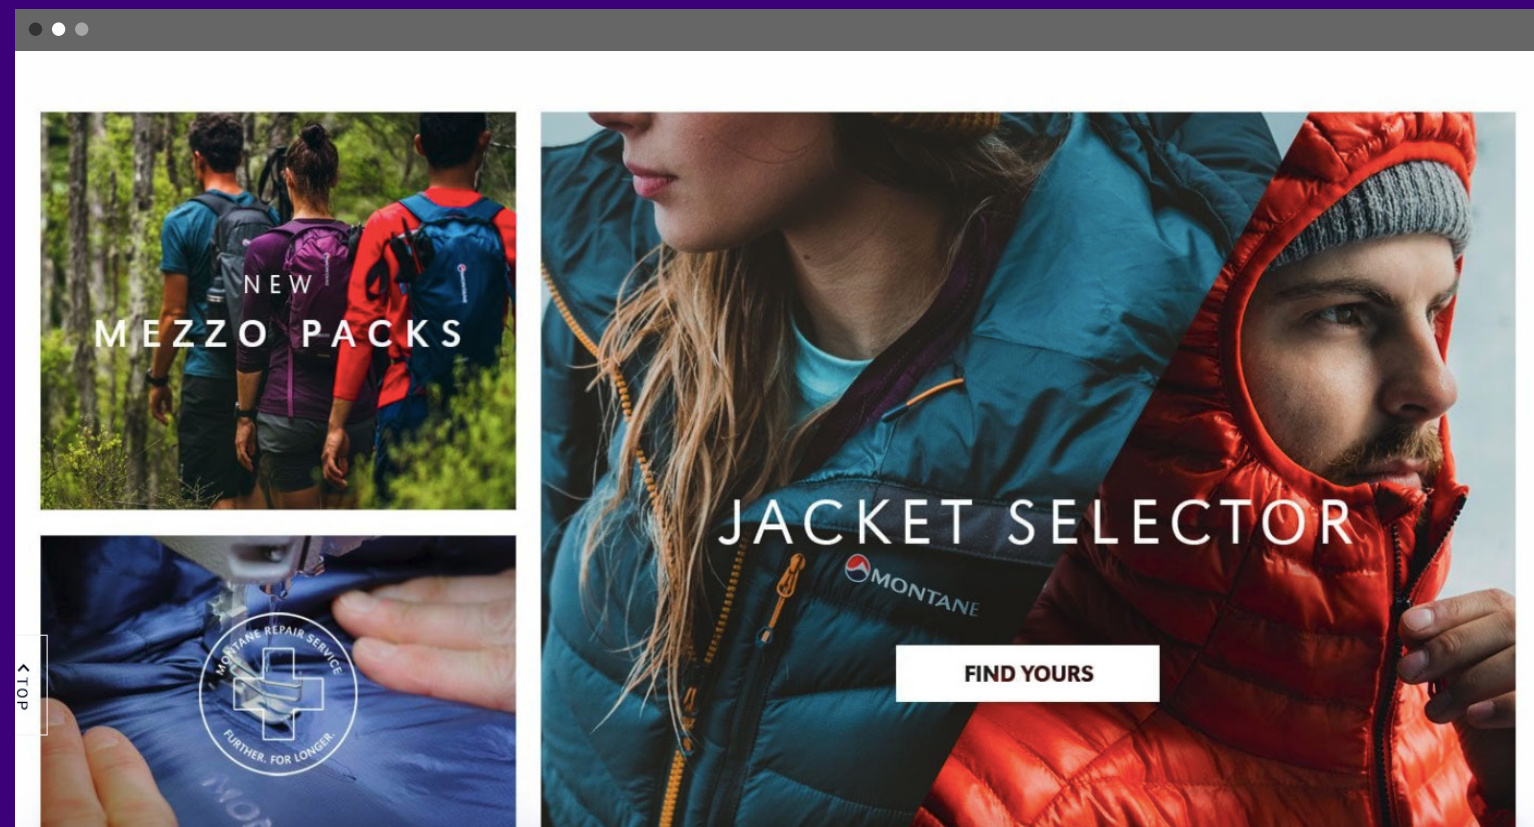 NEW
MEZZO PACKS
MONTANE REPAIR SERVICE
FURTHER. FOR LONGER.
< TOP
JACKET SELECTOR
MONTANE
FIND YOURS